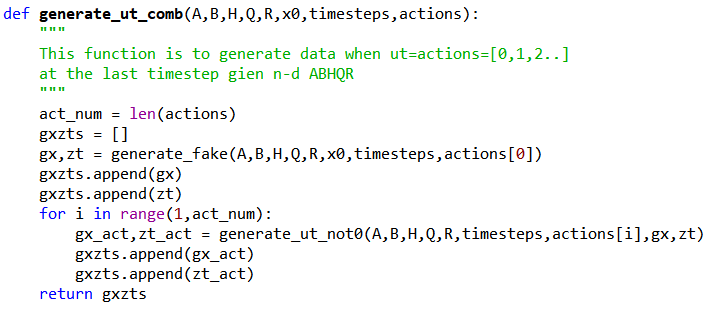 def generate_ut_comb(A,B,H,Q,R,x0,timesteps,actions):
    """
    This function is to generate data when ut=actions=[0,1,2..]
    at the last timestep gien n-d ABHQR
    """
    act_num = len(actions)
    gxzts = []
    gx,zt = generate_fake(A,B,H,Q,R,x0,timesteps,actions[0])
    gxzts.append(gx)
    gxzts.append(zt)
    for i in range(1,act_num):
        gx_act,zt_act = generate_ut_not0(A,B,H,Q,R,timesteps,actions[i],gx,zt)
        gxzts.append(gx_act)
        gxzts.append(zt_act)
    return gxzts